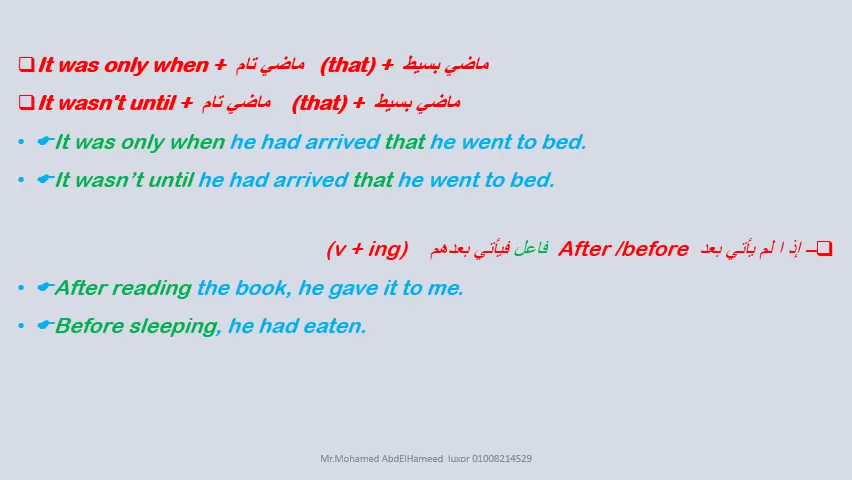 ❑It was only when + ماضي تام (that) + ماضي بسيط
❑It wasn't until + ماضي تام (that) + ماضي بسيط
• ☛It was only when he had arrived that he went to bed.
• ☛It wasn’t until he had arrived that he went to bed.
❑– إذا لم يأتي بعد After /before فاعل فيأتي بعدهم (v + ing)
• ☛After reading the book, he gave it to me.
• ☛Before sleeping, he had eaten.
Mr.Mohamed AbdElHameed luxor 01008214529